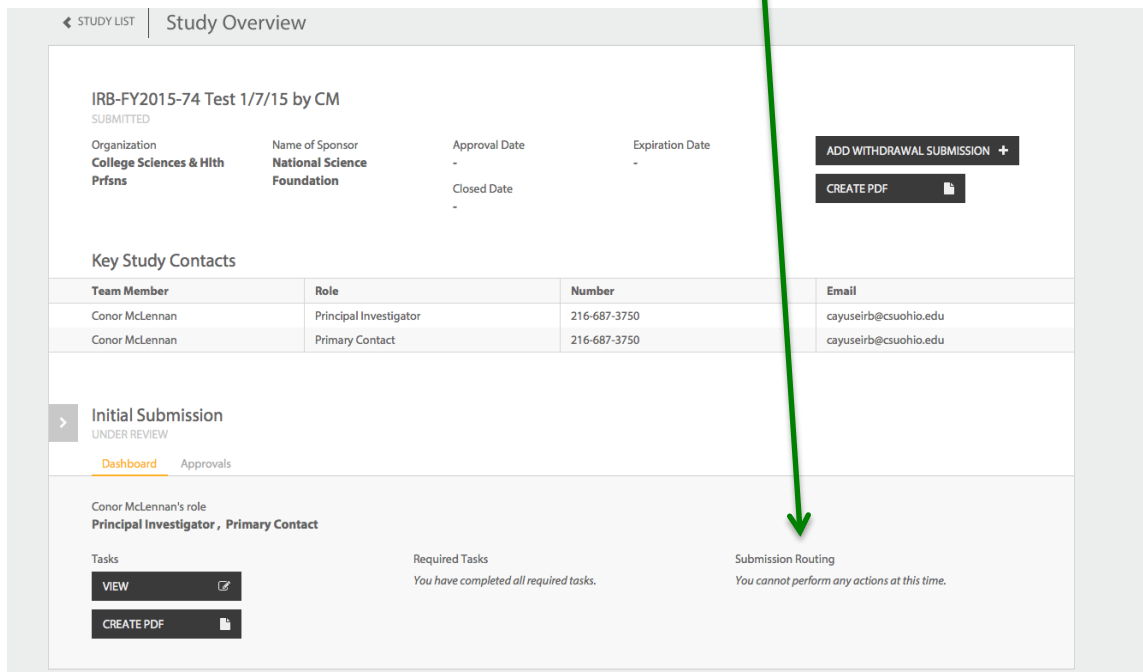 STUDY LIST
Study Overview
IRB-FY2015-74 Test 1/7/15 by CM
SUBMITTED
Organization
College Sciences & Hlth
Prfsns
Name of Sponsor
National Science
Foundation
Approval Date
-
Closed Date
-
Expiration Date
-
ADD WITHDRAWAL SUBMISSION +
CREATE PDF
Key Study Contacts
Team Member Role Number Email
Conor McLennan Principal Investigator 216-687-3750 cayuseirb@csuohio.edu
Conor McLennan Primary Contact 216-687-3750 cayuseirb@csuohio.edu
Initial Submission
UNDER REVIEW
Dashboard Approvals
Conor McLennan's role
Principal Investigator , Primary Contact
Tasks
VIEW
CREATE PDF
Required Tasks
You have completed all required tasks.
Submission Routing
You cannot perform any actions at this time.